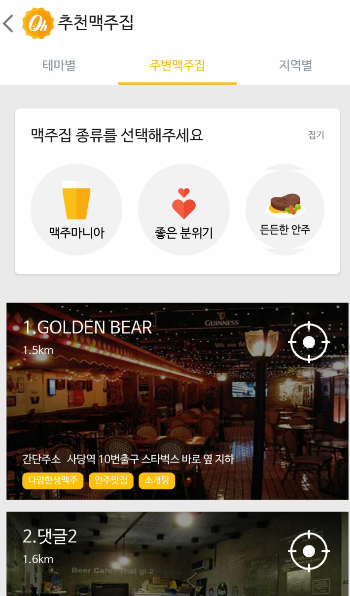 Oh 추천맥주집
테마별 주변맥주집 지역별
맥주집 종류를 선택해주세요 접기
맥주마니아 좋은 분위기 든든한 안주
1.GOLDEN BEAR
GUINNESS
1.5km
간단주소 사당역 10번출구 스타벅스 바로 옆 지하
다양한생맥주 안주맛집 소개팅
2.댓글2
1.6km
Beer Cafe